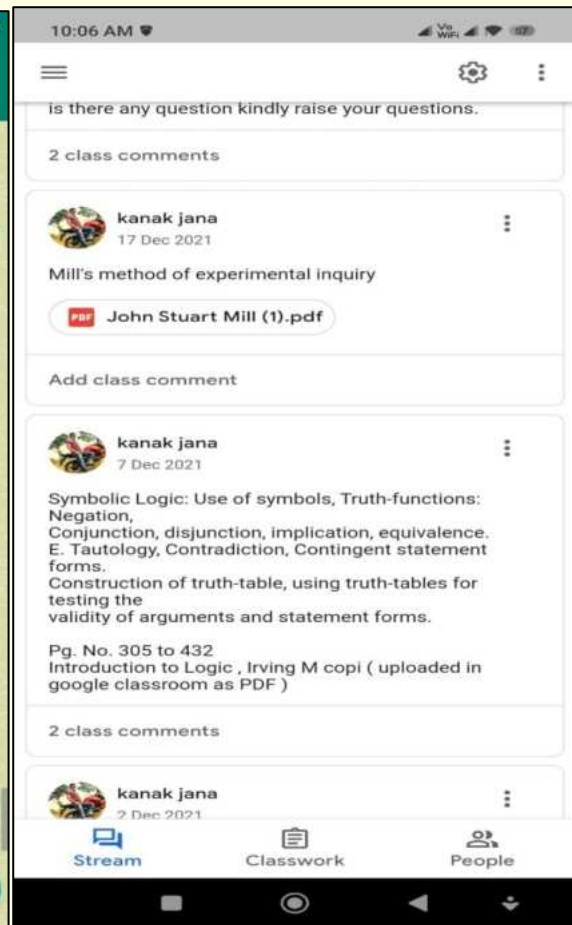 10:06 AM
Vo
WiFi
57
is there any question kindly raise your questions.
2 class comments
kanak jana
17 Dec 2021
Mill's method of experimental inquiry
PDF John Stuart Mill (1).pdf
Add class comment
kanak jana
7 Dec 2021
Symbolic Logic: Use of symbols, Truth-functions:
Negation,
Conjunction, disjunction, implication, equivalence.
E. Tautology, Contradiction, Contingent statement
forms.
Construction of truth-table, using truth-tables for
testing the
validity of arguments and statement forms.
Pg. No. 305 to 432
Introduction to Logic , Irving M copi ( uploaded in
google classroom as PDF )
2 class comments
kanak jana
2 Dec 2021
Stream
Classwork
People